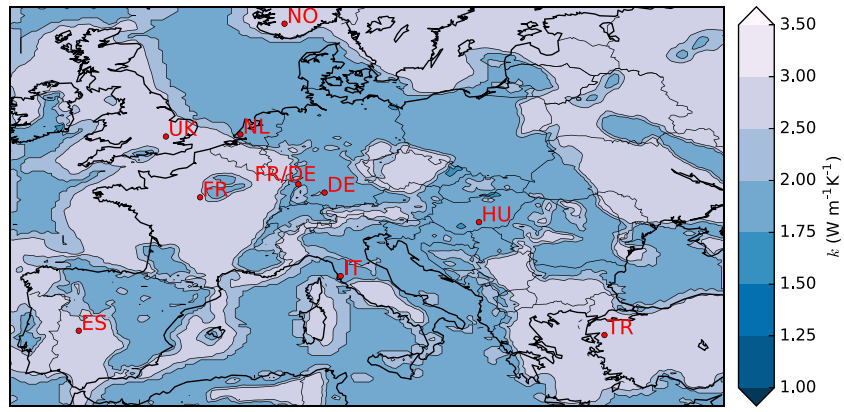 NO
UK
NL
FR/DE
FR
DE
HU
IT
ES
TR
3.50
3.00
2.50
2.00
1.75
1.50
1.25
1.00
k (W m⁻¹K⁻¹)